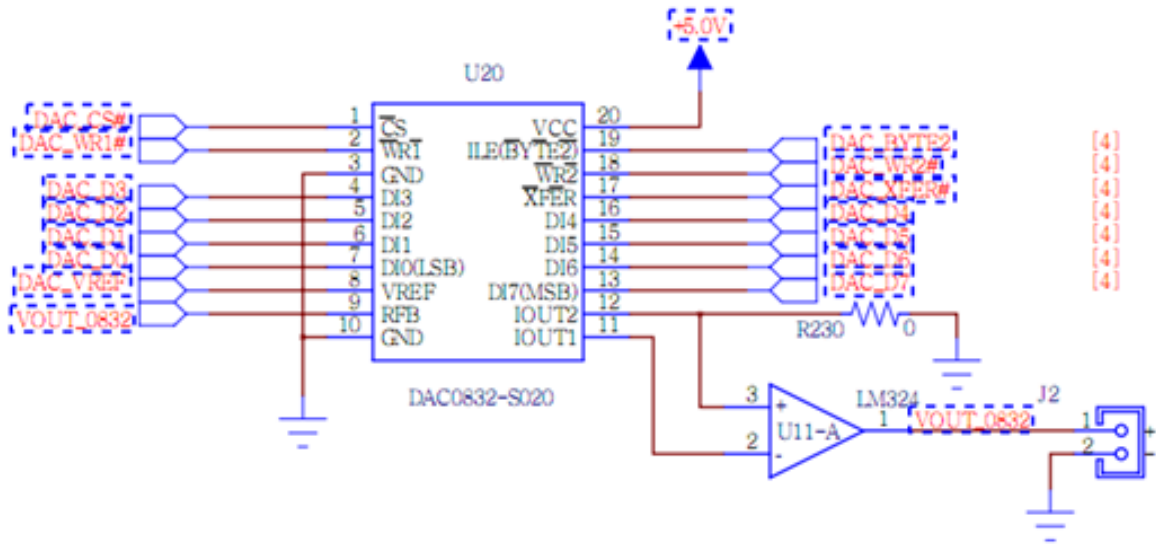 +5.0V
U20
DAC_CS#
DAC_WR1#
DAC_D3
DAC_D2
DAC_D1
DAC_D0
DAC_VREF
VOUT_0832
1
2
3
4
5
6
7
8
9
10
CS
WR1
GND
DI3
DI2
DI1
DI0(LSB)
VREF
RFB
GND
VCC
ILE(BYTE2)
WR2
XFER
DI4
DI5
DI6
DI7(MSB)
IOUT2
IOUT1
20
19
18
17
16
15
14
13
12
11
DAC_BYTE2 [4]
DAC_WR2# [4]
DAC_XFER# [4]
DAC_D4 [4]
DAC_D5 [4]
DAC_D6 [4]
DAC_D7 [4]
R230 0
DAC0832-S020
3 + LM324 J2
U11-A 1 VOUT_0832 1 +
2 - 2 -